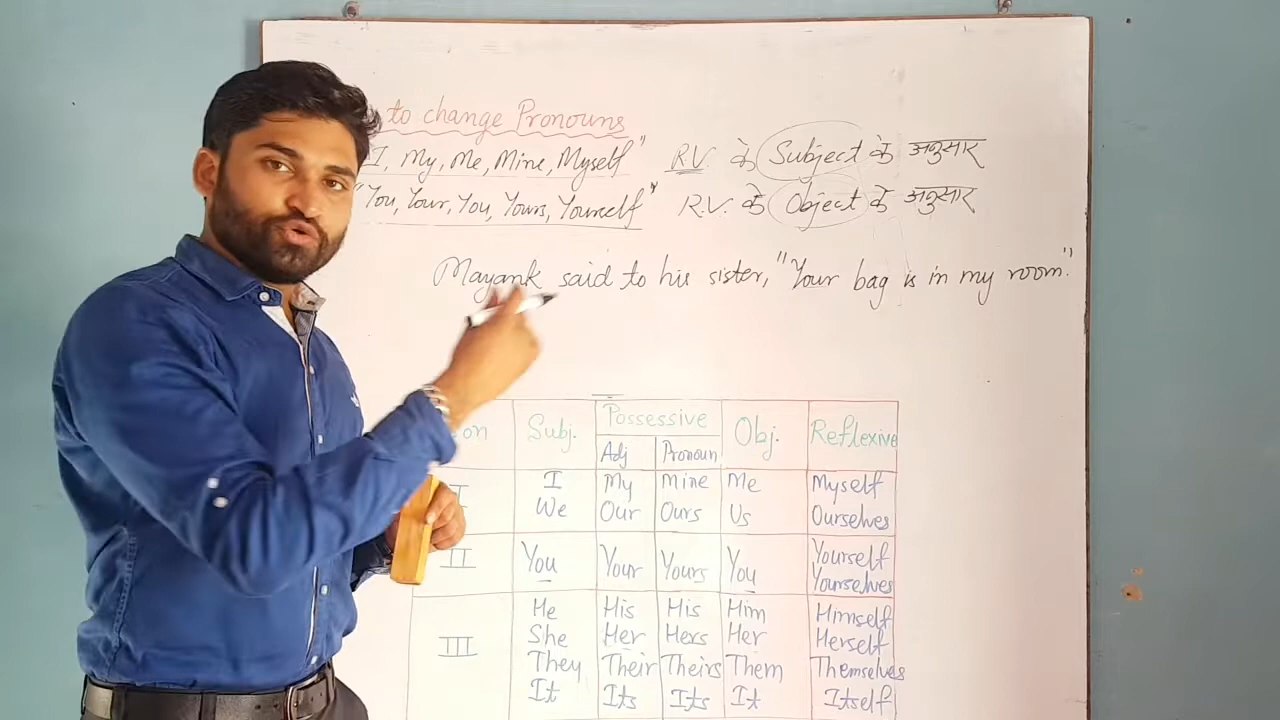 to change Pronouns
I, My, Me, Mine, Myself" RV के Subject के अनुसार
"You, Your, You, Yours, Yourself" R.V. के Object के अनुसार
Mayank said to his sister, "Your bag is in my room."
Subj. Possessive Obj. Reflexive
Adj Pronoun
I I My Mine Me Myself
We Our Ours Us Ourselves
II You Your Yours You Yourself
Yourselves
He His His Him Himself
III She Her Hers Her Herself
They Their Theirs Them Themselves
It Its Its It Itself